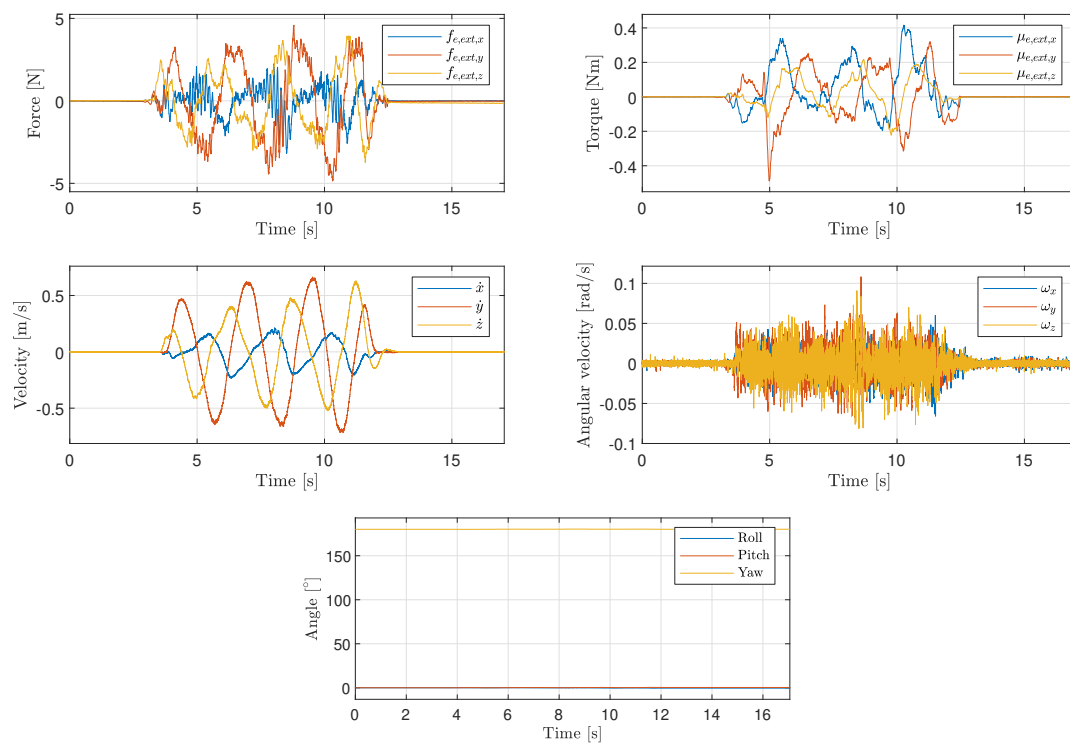 5
0
-5
Force [N]
0
5
10
15
Time [s]
f_{e,ext,x}
f_{e,ext,y}
f_{e,ext,z}
0.4
0.2
0
-0.2
-0.4
Torque [Nm]
0
5
10
15
Time [s]
μ_{e,ext,x}
μ_{e,ext,y}
μ_{e,ext,z}
0.5
0
-0.5
Velocity [m/s]
0
5
10
15
Time [s]
ẋ
ẏ
ż
0.1
0.05
0
-0.05
-0.1
Angular velocity [rad/s]
0
5
10
15
Time [s]
ω_x
ω_y
ω_z
150
100
50
0
Angle [°]
0
2
4
6
8
10
12
14
16
Time [s]
Roll
Pitch
Yaw